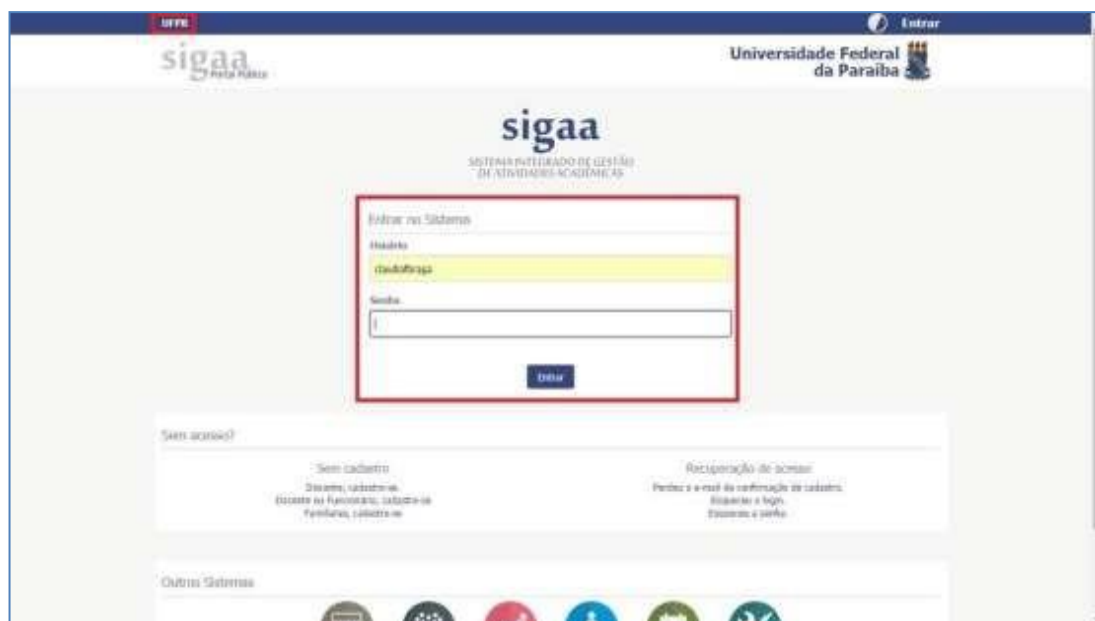 UFPB
Entrar
sigaa
Portal Público
Universidade Federal
da Paraíba
sigaa
SISTEMA INTEGRADO DE GESTÃO
DE ATIVIDADES ACADÊMICAS
Entrar no Sistema
Usuário
Senha
Entrar
Sem acesso?
Sem cadastro
Discente, cadastre-se.
Docente ou Funcionário, cadastre-se
Familiares, cadastre-se
Recuperação de acesso
Perdeu o e-mail de confirmação de cadastro.
Esqueceu o login.
Esqueceu a senha.
Outros Sistemas